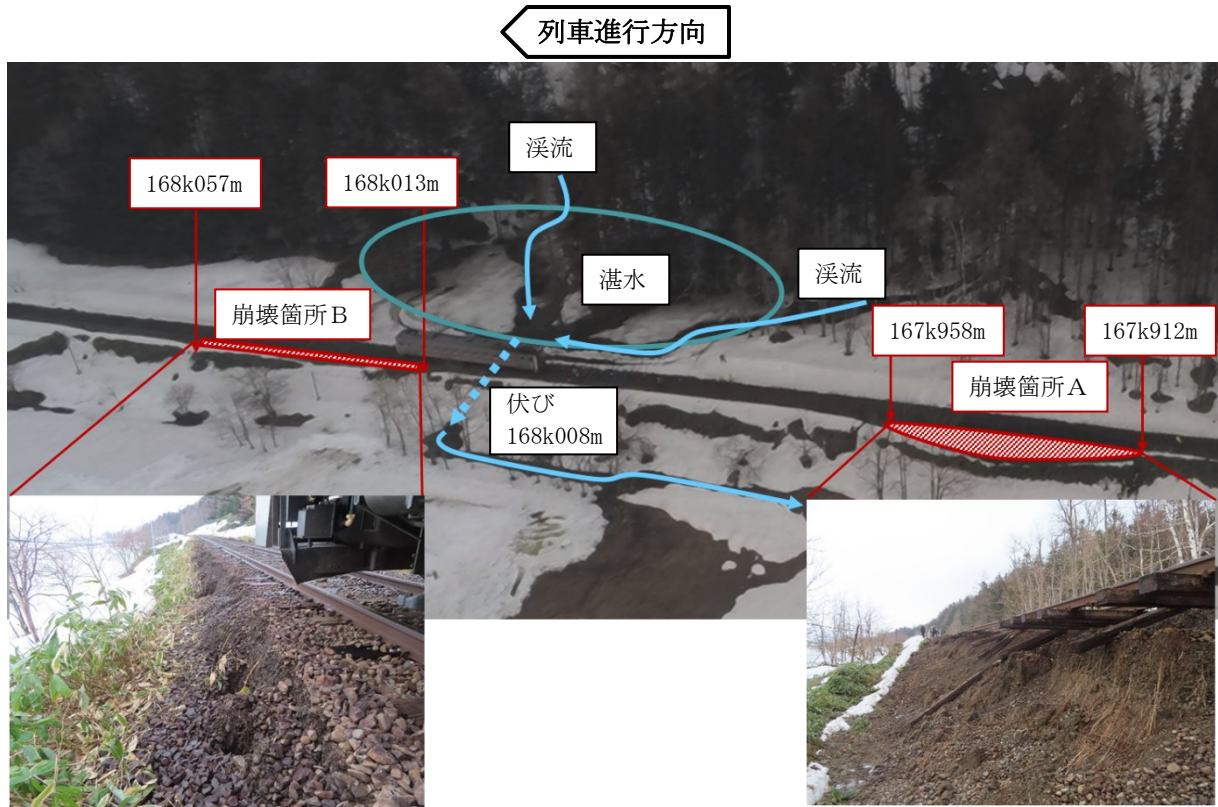 列車進行方向
渓流
168k057m
168k013m
湛水
渓流
崩壊箇所B
167k958m
167k912m
崩壊箇所A
伏び
168k008m